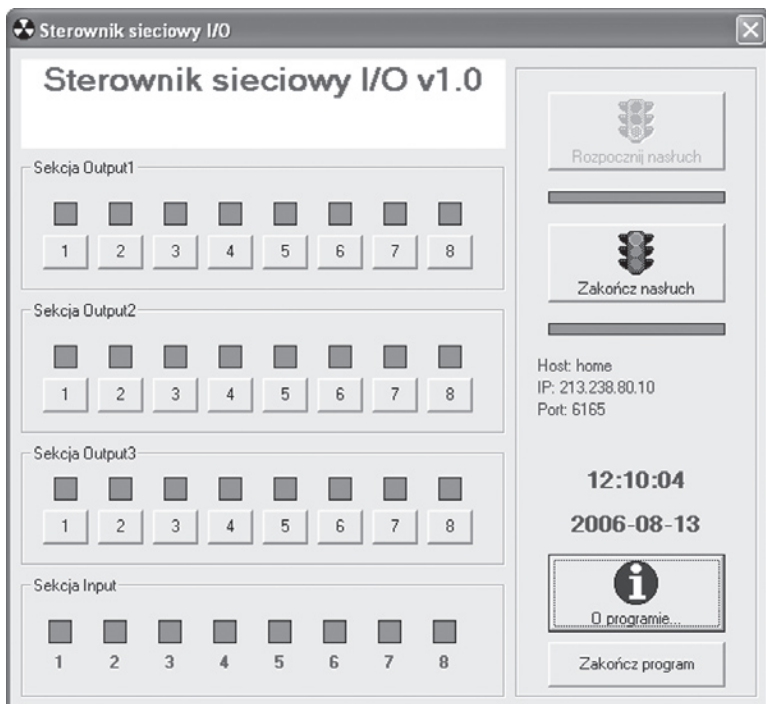 Sterownik sieciowy I/O
Sterownik sieciowy I/O v1.0
Sekcja Output1
1 2 3 4 5 6 7 8
Sekcja Output2
1 2 3 4 5 6 7 8
Sekcja Output3
1 2 3 4 5 6 7 8
Sekcja Input
1 2 3 4 5 6 7 8
Rozpocznij nasłuch
Zakończ nasłuch
Host: home
IP: 213.238.80.10
Port: 6165
12:10:04
2006-08-13
O programie...
Zakończ program